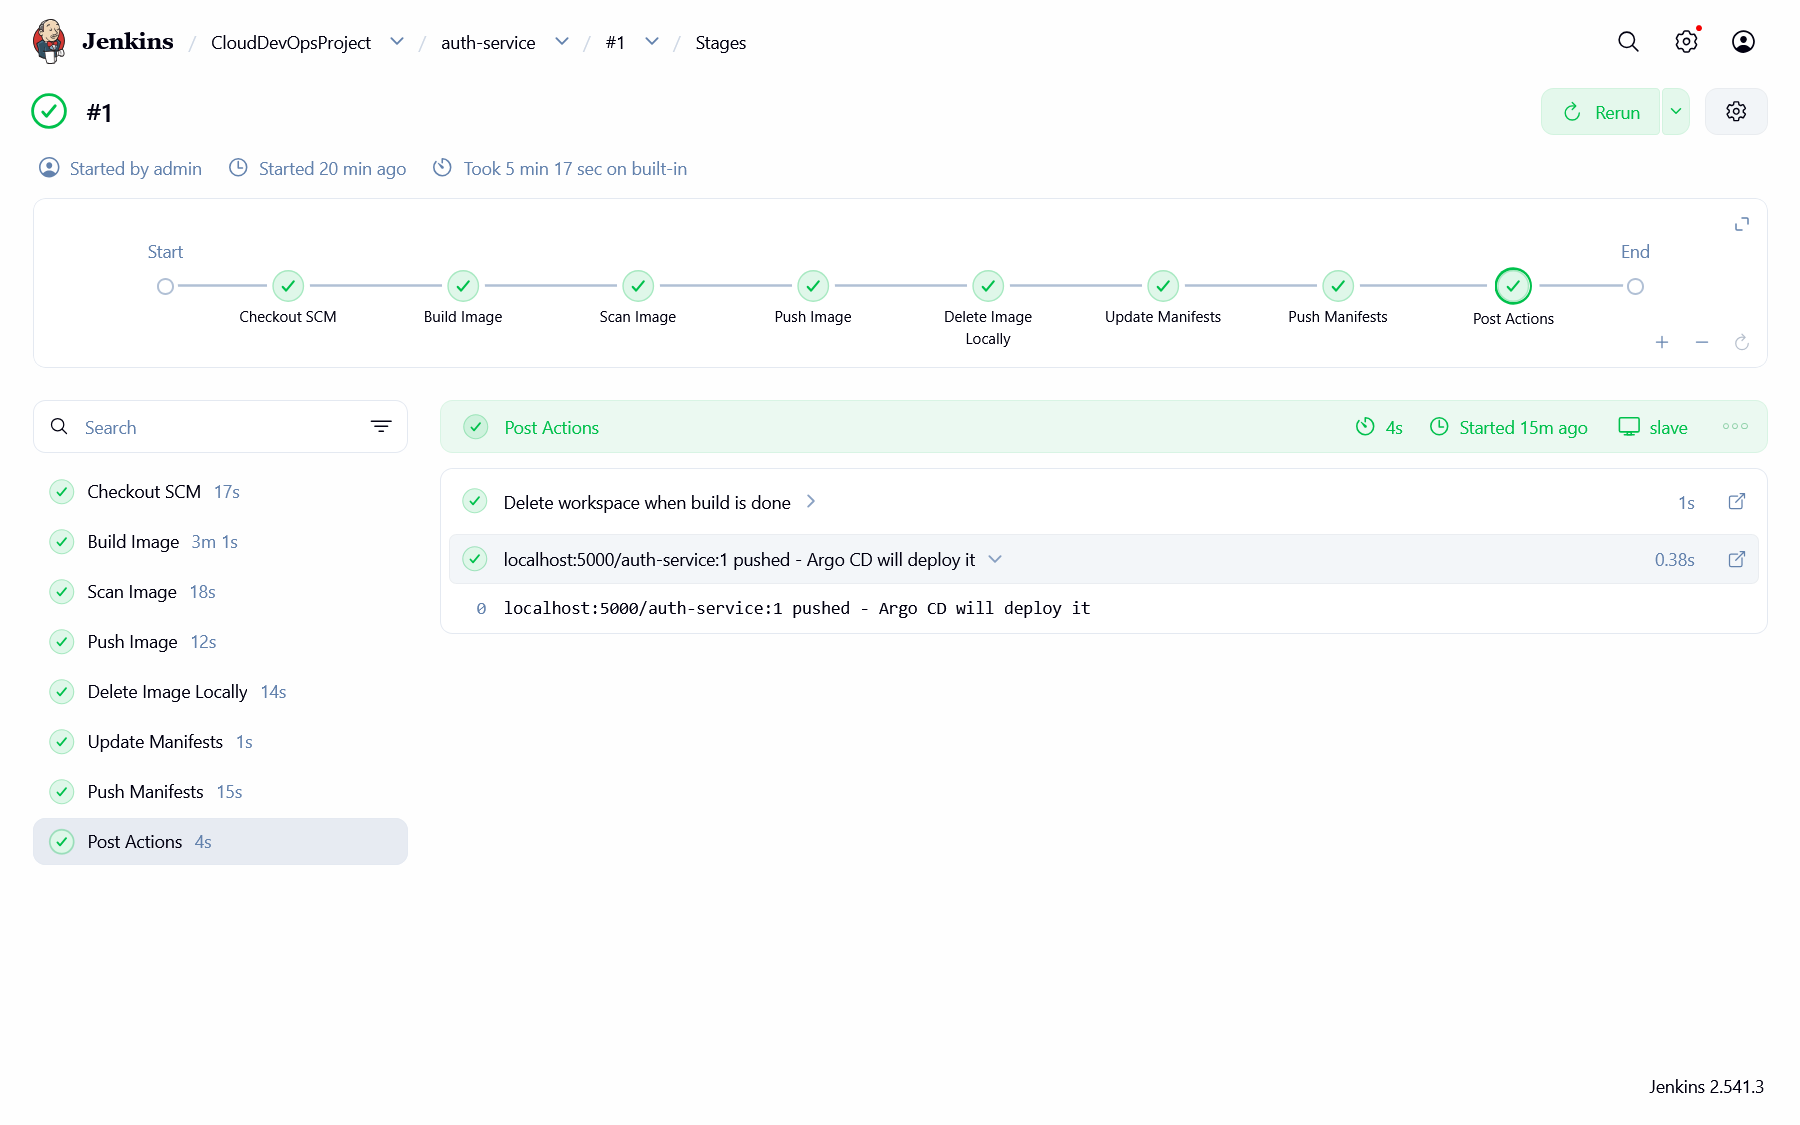 Jenkins / CloudDevOpsProject / auth-service / #1 / Stages
#1
Rerun
Started by admin Started 20 min ago Took 5 min 17 sec on built-in
Start End
Checkout SCM Build Image Scan Image Push Image Delete Image Locally Update Manifests Push Manifests Post Actions
Search
Checkout SCM 17s
Build Image 3m 1s
Scan Image 18s
Push Image 12s
Delete Image Locally 14s
Update Manifests 1s
Push Manifests 15s
Post Actions 4s
Post Actions 4s Started 15m ago slave
Delete workspace when build is done 1s
localhost:5000/auth-service:1 pushed - Argo CD will deploy it 0.38s
0 localhost:5000/auth-service:1 pushed - Argo CD will deploy it
Jenkins 2.541.3